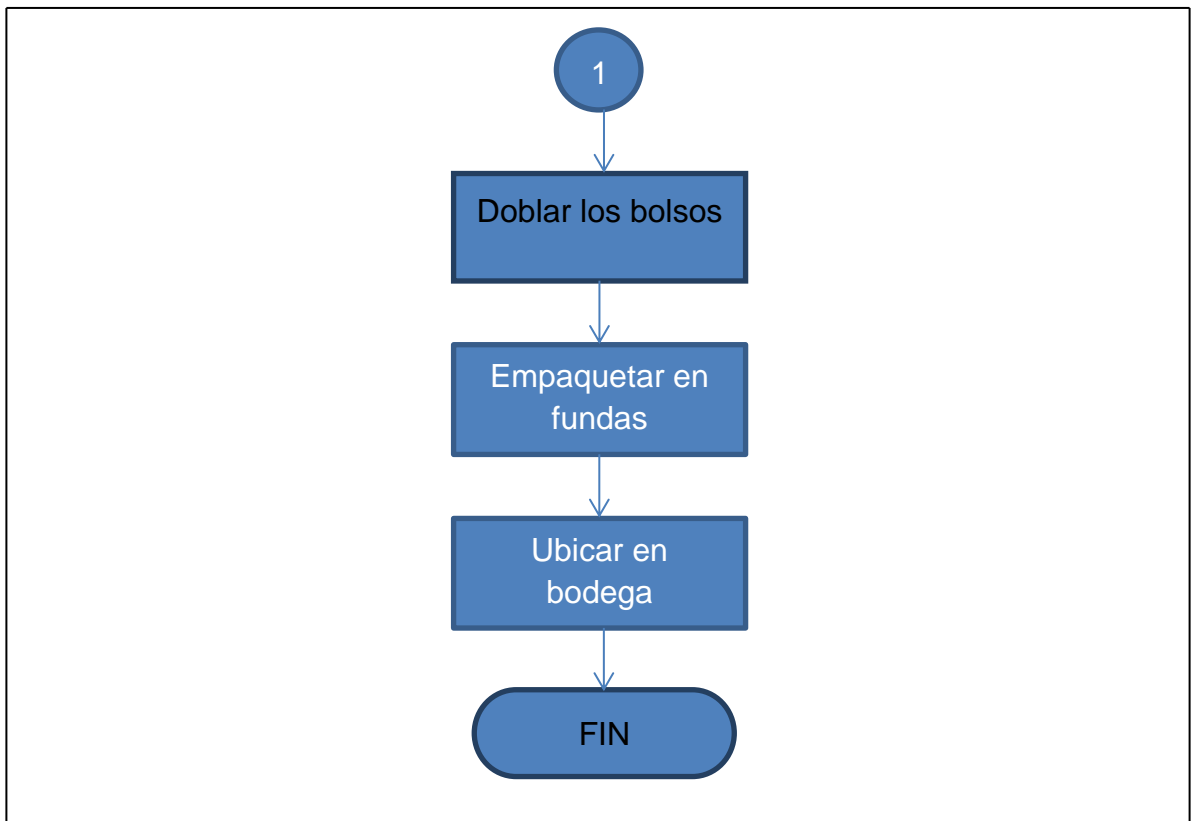 1
Doblar los bolsos
Empaquetar en
fundas
Ubicar en
bodega
FIN